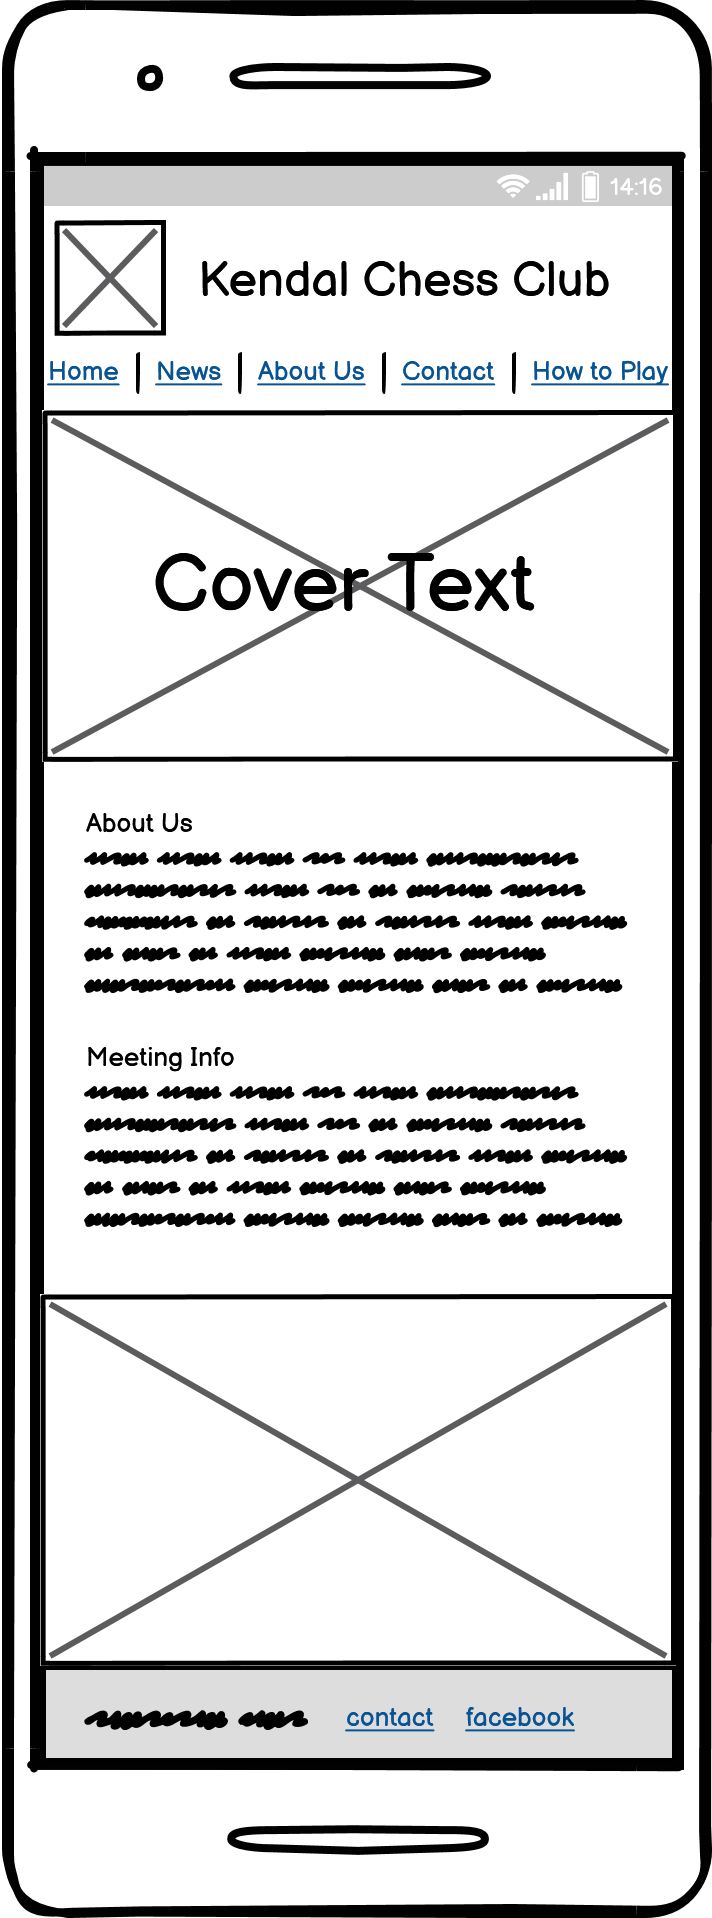 14:16
Kendal Chess Club
Home | News | About Us | Contact | How to Play
Cover Text
About Us
Meeting Info
contact facebook